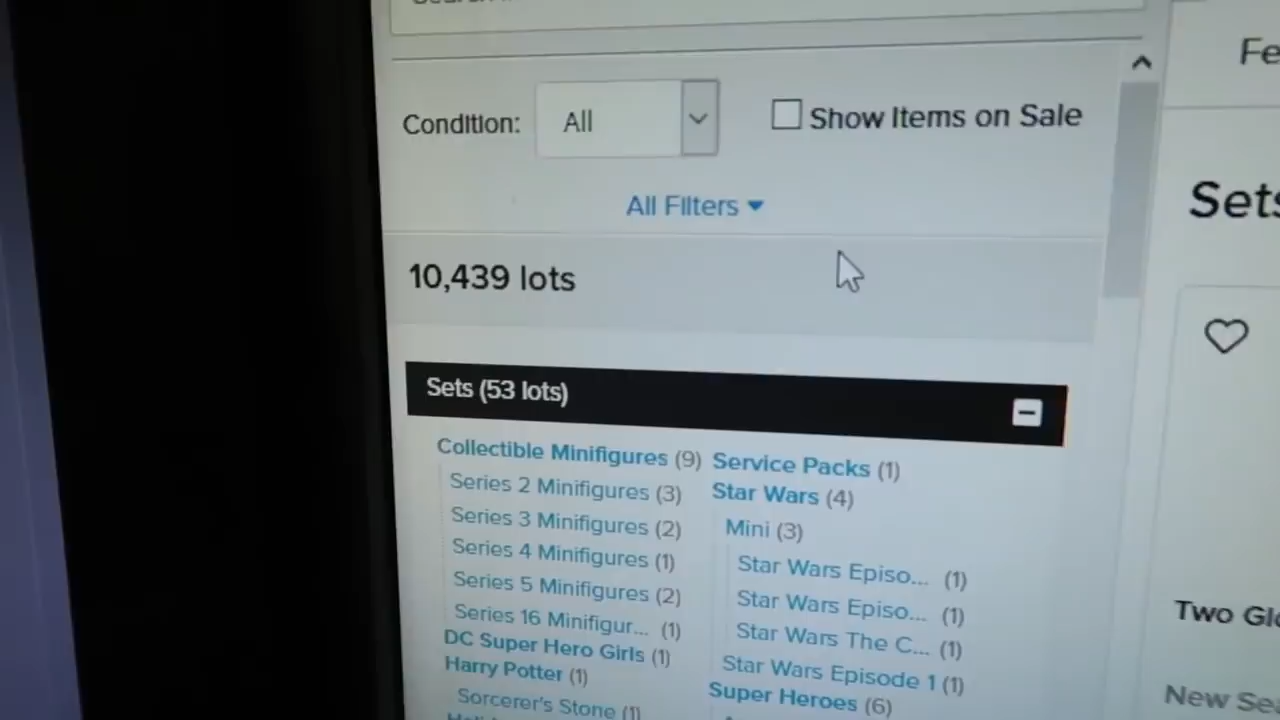 Condition: All
Show Items on Sale
All Filters
10,439 lots
Sets (53 lots)
Collectible Minifigures (9)
Series 2 Minifigures (3)
Series 3 Minifigures (2)
Series 4 Minifigures (1)
Series 5 Minifigures (2)
Series 16 Minifigur... (1)
DC Super Hero Girls (1)
Harry Potter (1)
Sorcerer's Stone (1)
Service Packs (1)
Star Wars (4)
Mini (3)
Star Wars Episo... (1)
Star Wars Episo... (1)
Star Wars The C... (1)
Star Wars Episode 1 (1)
Super Heroes (6)
Fe
Sets
Two Gl
New Se